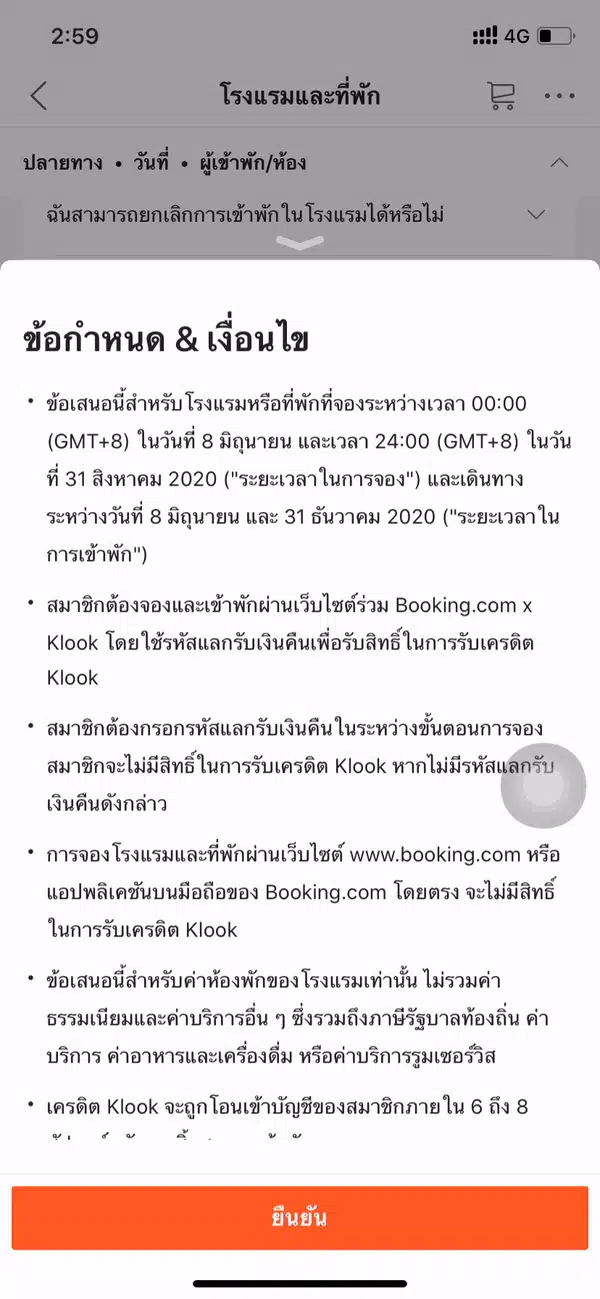 2:59
4G
โรงแรมและที่พัก
ปลายทาง • วันที่ • ผู้เข้าพัก/ห้อง
ฉันสามารถยกเลิกการเข้าพักในโรงแรมได้หรือไม่
ข้อกำหนด & เงื่อนไข
• ข้อเสนอนี้สำหรับโรงแรมหรือที่พักที่จองระหว่างเวลา 00:00
(GMT+8) ในวันที่ 8 มิถุนายน และเวลา 24:00 (GMT+8) ในวัน
ที่ 31 สิงหาคม 2020 ("ระยะเวลาในการจอง") และเดินทาง
ระหว่างวันที่ 8 มิถุนายน และ 31 ธันวาคม 2020 ("ระยะเวลาใน
การเข้าพัก")
• สมาชิกต้องจองและเข้าพักผ่านเว็บไซต์ร่วม Booking.com x
Klook โดยใช้รหัสแลกรับเงินคืนเพื่อรับสิทธิ์ในการรับเครดิต
Klook
• สมาชิกต้องกรอกรหัสแลกรับเงินคืนในระหว่างขั้นตอนการจอง
สมาชิกจะไม่มีสิทธิ์ในการรับเครดิต Klook หากไม่มีรหัสแลกรับ
เงินคืนดังกล่าว
• การจองโรงแรมและที่พักผ่านเว็บไซต์ www.booking.com หรือ
แอปพลิเคชันบนมือถือของ Booking.com โดยตรง จะไม่มีสิทธิ์
ในการรับเครดิต Klook
• ข้อเสนอนี้สำหรับค่าห้องพักของโรงแรมเท่านั้น ไม่รวมค่า
ธรรมเนียมและค่าบริการอื่น ๆ ซึ่งรวมถึงภาษีรัฐบาลท้องถิ่น ค่า
บริการ ค่าอาหารและเครื่องดื่ม หรือค่าบริการรูมเซอร์วิส
• เครดิต Klook จะถูกโอนเข้าบัญชีของสมาชิกภายใน 6 ถึง 8
ยืนยัน